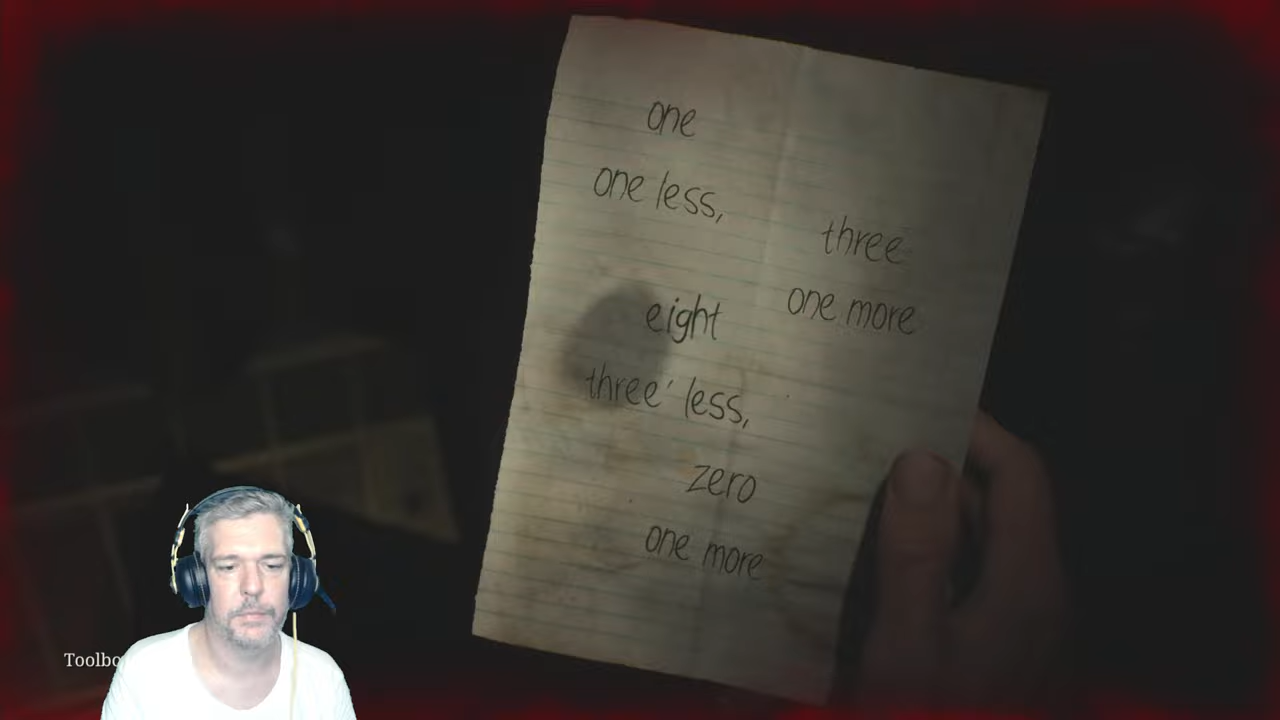 one
one less,
three
one more
eight
three' less,
zero
one more
Toolbo